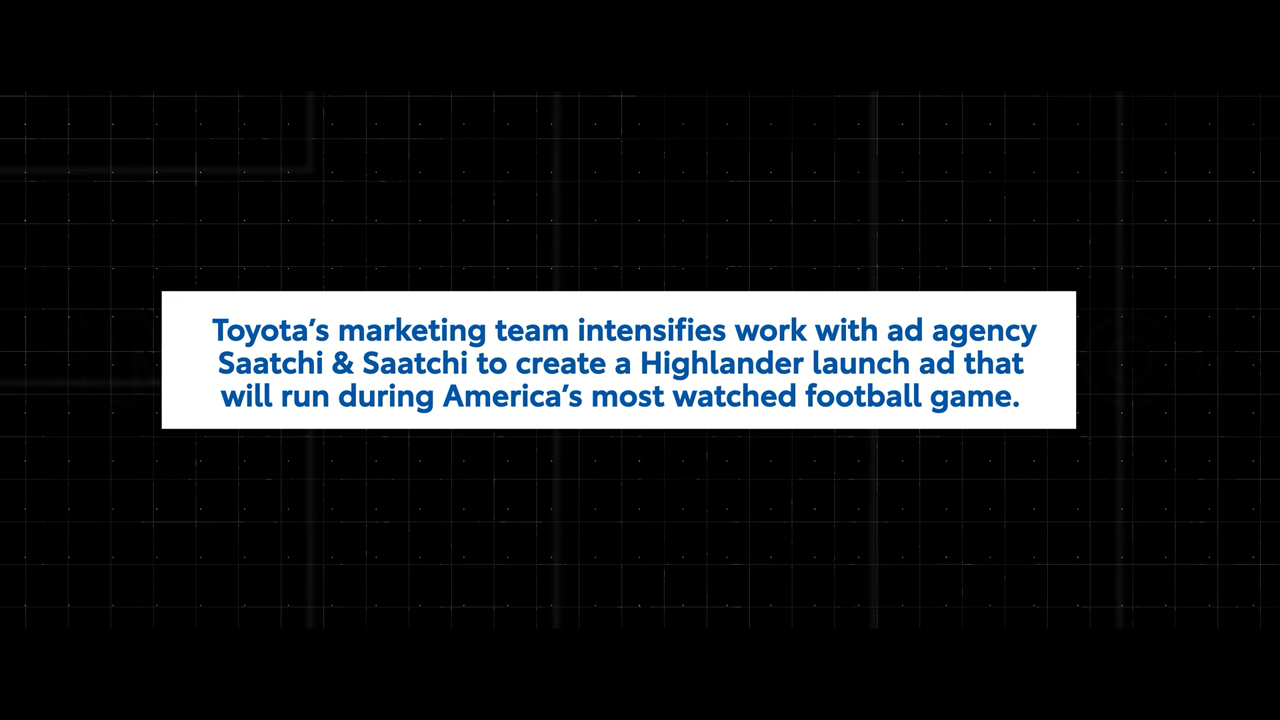 Toyota’s marketing team intensifies work with ad agency
Saatchi & Saatchi to create a Highlander launch ad that
will run during America’s most watched football game.